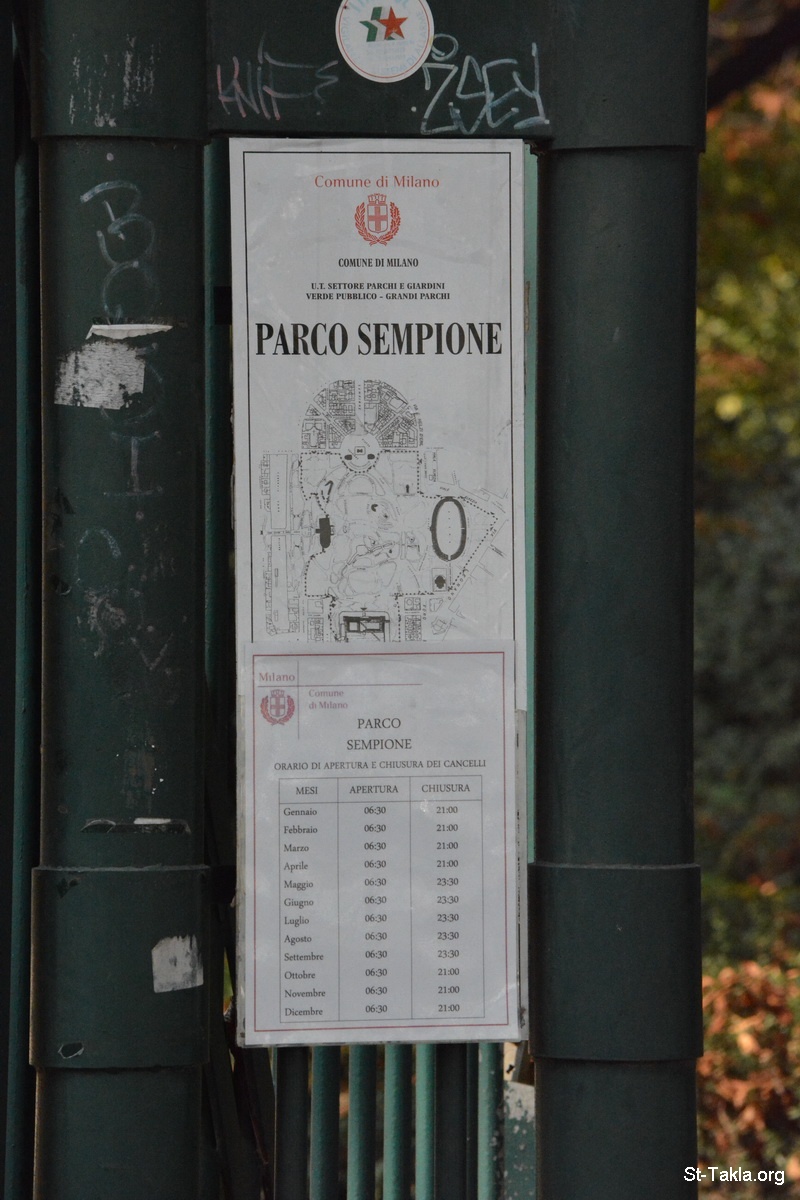 KNIFE
Comune di Milano
COMUNE DI MILANO
U.T. SETTORE PARCHI E GIARDINI
VERDE PUBBLICO - GRANDI PARCHI
PARCO SEMPIONE
Milano
Comune
di Milano
PARCO
SEMPIONE
ORARIO DI APERTURA E CHIUSURA DEI CANCELLI
MESI APERTURA CHIUSURA
Gennaio 06:30 21:00
Febbraio 06:30 21:00
Marzo 06:30 21:00
Aprile 06:30 21:00
Maggio 06:30 23:30
Giugno 06:30 23:30
Luglio 06:30 23:30
Agosto 06:30 23:30
Settembre 06:30 23:30
Ottobre 06:30 21:00
Novembre 06:30 21:00
Dicembre 06:30 21:00
St-Takla.org